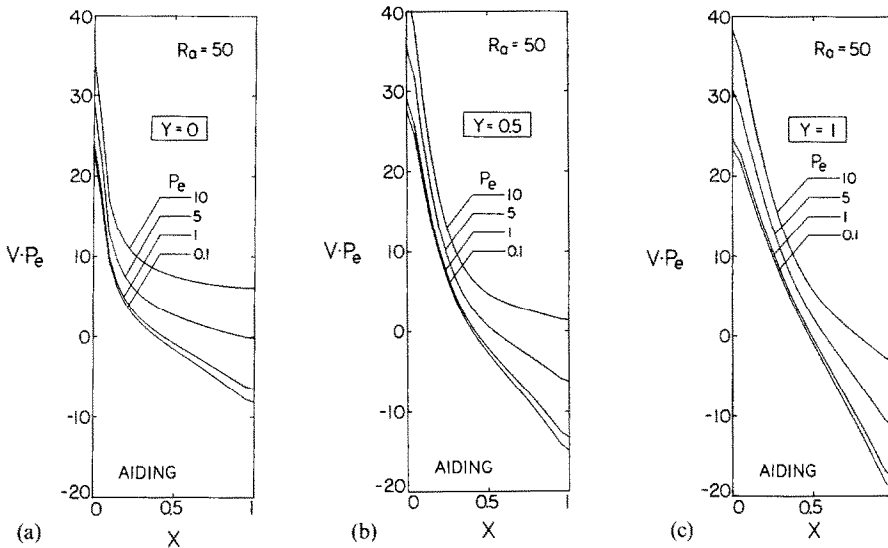 40
30
20
10
0
-10
-20
V·Pe
Ra = 50
Y = 0
Pe
10
5
1
0.1
AIDING
0
0.5
1
X
(a)
40
30
20
10
0
-10
-20
V·Pe
Ra = 50
Y = 0.5
Pe
10
5
1
0.1
AIDING
0
0.5
1
X
(b)
40
30
20
10
0
-10
-20
V·Pe
Ra = 50
Y = 1
Pe
10
5
1
0.1
AIDING
0
0.5
X
(c)